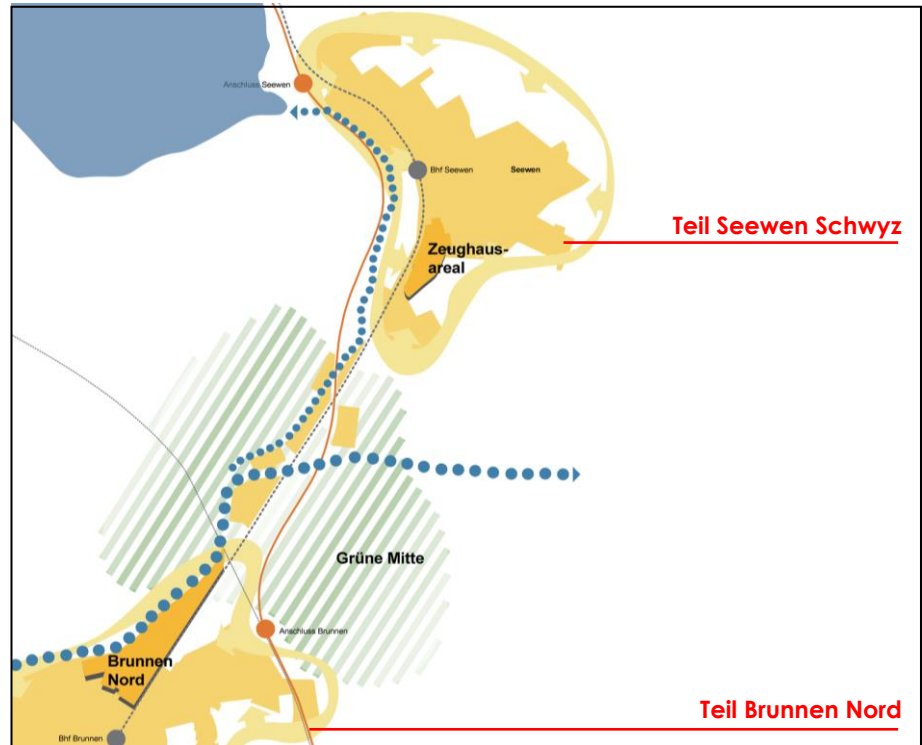 Anschluss Seewen
Bhf Seewen
Seewen
Teil Seewen Schwyz
Zeughaus-
areal
Grüne Mitte
Anschluss Brunnen
Brunnen
Nord
Teil Brunnen Nord
Bhf Brunnen